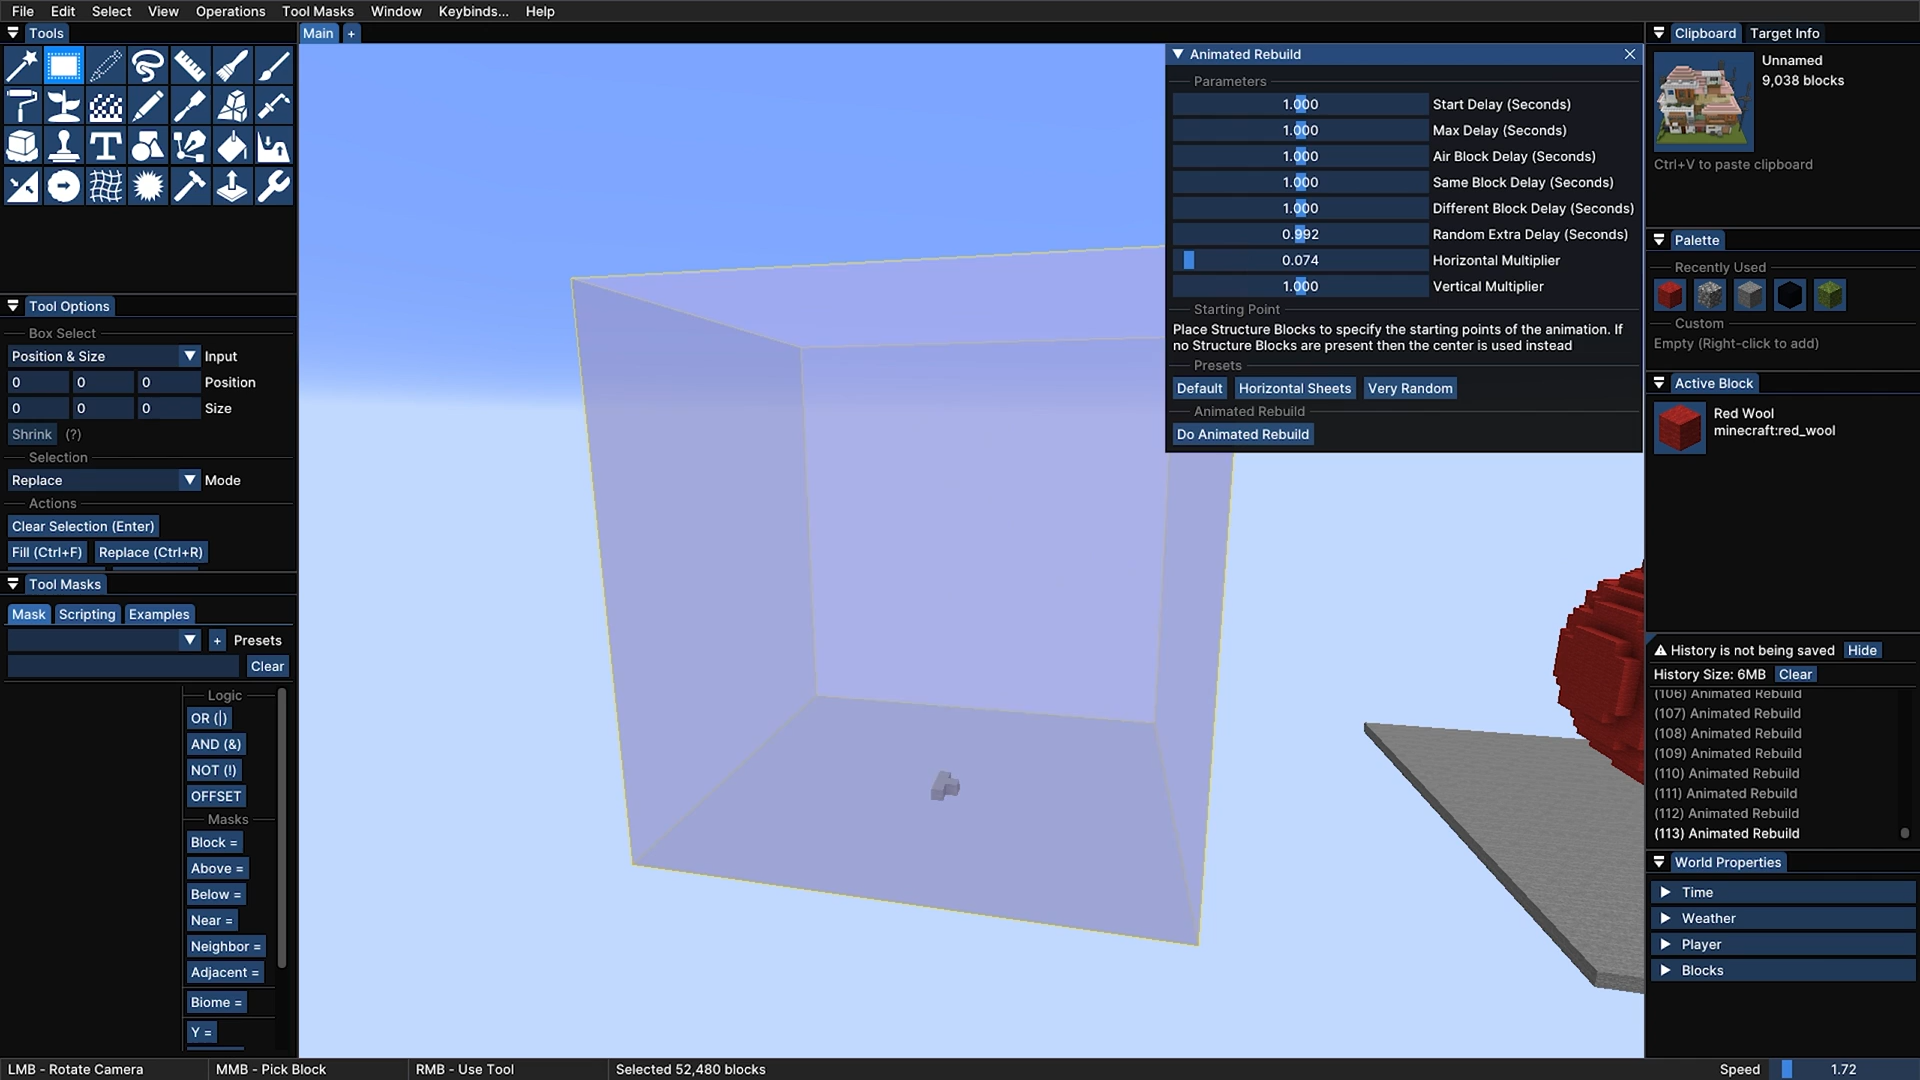 File Edit Select View Operations Tool Masks Window Keybinds... Help
Tools
Tool Options
Box Select
Position & Size Input
0 0 0 Position
0 0 0 Size
Shrink (?)
Selection
Replace Mode
Actions
Clear Selection (Enter)
Fill (Ctrl+F) Replace (Ctrl+R)
Tool Masks
Mask Scripting Examples
+ Presets
Clear
Logic
OR (|)
AND (&)
NOT (!)
OFFSET
Masks
Block =
Above =
Below =
Near =
Neighbor =
Adjacent =
Biome =
Y =
Main +
Animated Rebuild
Parameters
1.000 Start Delay (Seconds)
1.000 Max Delay (Seconds)
1.000 Air Block Delay (Seconds)
1.000 Same Block Delay (Seconds)
1.000 Different Block Delay (Seconds)
0.992 Random Extra Delay (Seconds)
0.074 Horizontal Multiplier
1.000 Vertical Multiplier
Starting Point
Place Structure Blocks to specify the starting points of the animation. If
no Structure Blocks are present then the center is used instead
Presets
Default Horizontal Sheets Very Random
Animated Rebuild
Do Animated Rebuild
Clipboard Target Info
Unnamed
9,038 blocks
Ctrl+V to paste clipboard
Palette
Recently Used
Custom
Empty (Right-click to add)
Active Block
Red Wool
minecraft:red_wool
History is not being saved Hide
History Size: 6MB Clear
(106) Animated Rebuild
(107) Animated Rebuild
(108) Animated Rebuild
(109) Animated Rebuild
(110) Animated Rebuild
(111) Animated Rebuild
(112) Animated Rebuild
(113) Animated Rebuild
World Properties
Time
Weather
Player
Blocks
LMB - Rotate Camera MMB - Pick Block RMB - Use Tool Selected 52,480 blocks Speed 1.72